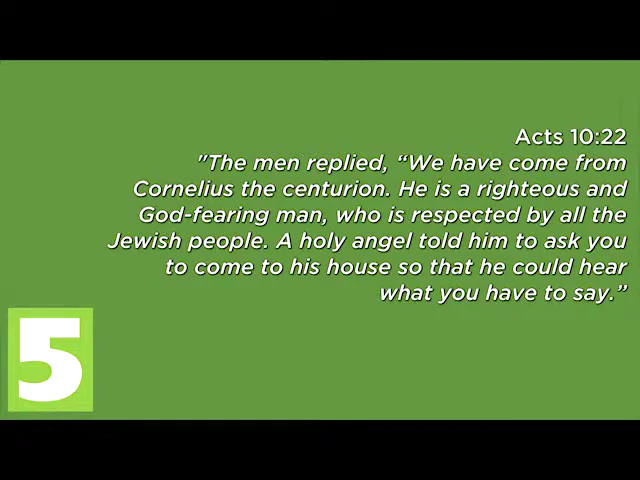 Acts 10:22
"The men replied, “We have come from
Cornelius the centurion. He is a righteous and
God-fearing man, who is respected by all the
Jewish people. A holy angel told him to ask you
to come to his house so that he could hear
what you have to say.”
5